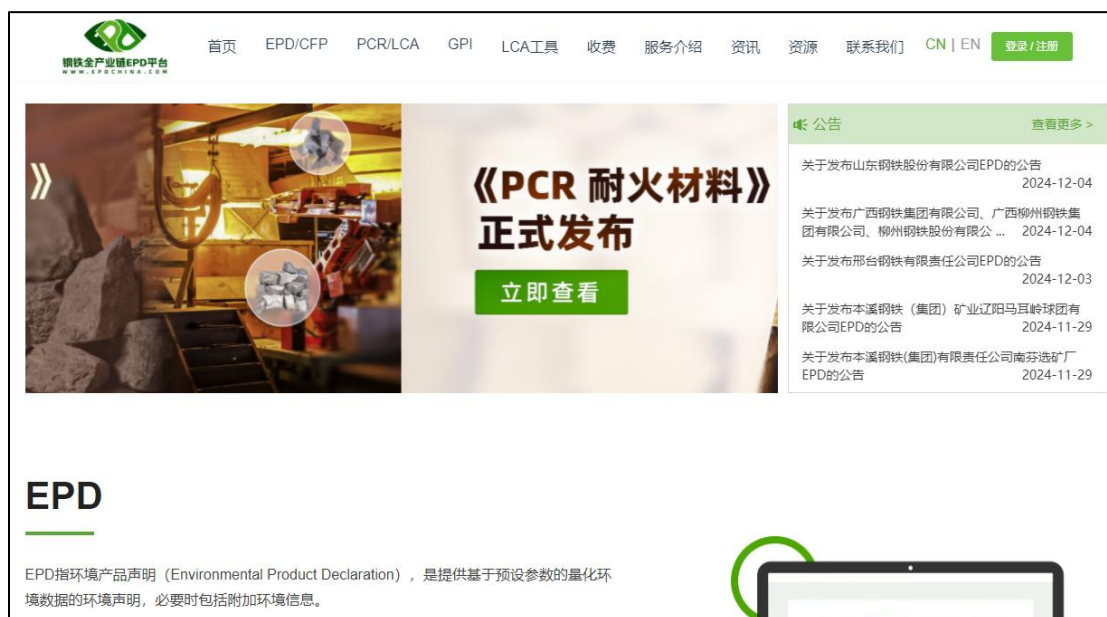 钢铁全产业链EPD平台
WWW.EPDCHINA.COM
首页 EPD/CFP PCR/LCA GPI LCA工具 收费 服务介绍 资讯 资源 联系我们 CN | EN 登录 / 注册
《PCR 耐火材料》
正式发布
立即查看
公告 查看更多 >
关于发布山东钢铁股份有限公司EPD的公告
2024-12-04
关于发布广西钢铁集团有限公司、广西柳州钢铁集
团有限公司、柳州钢铁股份有限公 ... 2024-12-04
关于发布邢台钢铁有限责任公司EPD的公告
2024-12-03
关于发布本溪钢铁（集团）矿业辽阳马耳岭球团有
限公司EPD的公告 2024-11-29
关于发布本溪钢铁(集团)有限责任公司南芬选矿厂
EPD的公告 2024-11-29
EPD
EPD指环境产品声明（Environmental Product Declaration），是提供基于预设参数的量化环
境数据的环境声明，必要时包括附加环境信息。